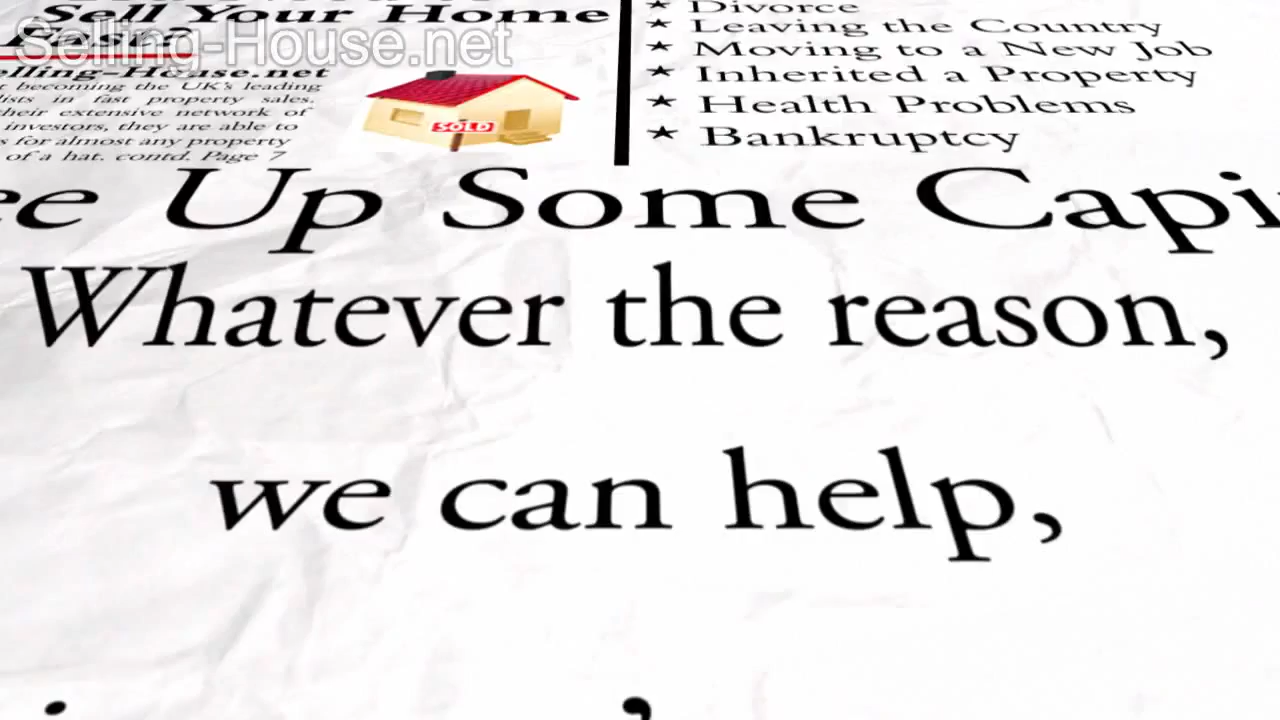 Sell Your Home
Fast?
Selling-House.net
elling-House.net
t becoming the UK's leading
lists in fast property sales.
their extensive network of
investors, they are able to
s for almost any property
of a hat. contd. Page 7
SOLD
★ Divorce
★ Leaving the Country
★ Moving to a New Job
★ Inherited a Property
★ Health Problems
★ Bankruptcy
ee Up Some Capi
Whatever the reason,
we can help,